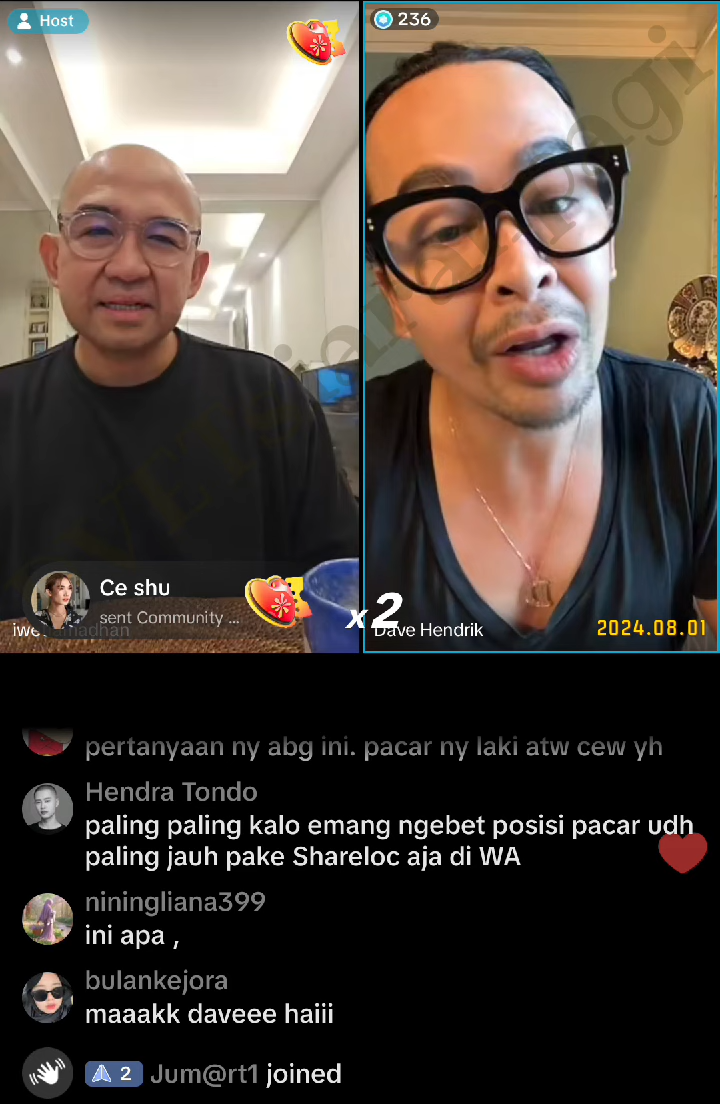 Host
236
Ce shu
sent Community ...
x2
iwe
madhan
Dave Hendrik
2024.08.01
pertanyaan ny abg ini. pacar ny laki atw cew yh
Hendra Tondo
paling paling kalo emang ngebet posisi pacar udh
paling jauh pake Shareloc aja di WA
niningliana399
ini apa ,
bulankejora
maaakk daveee haiii
2 Jum@rt1 joined